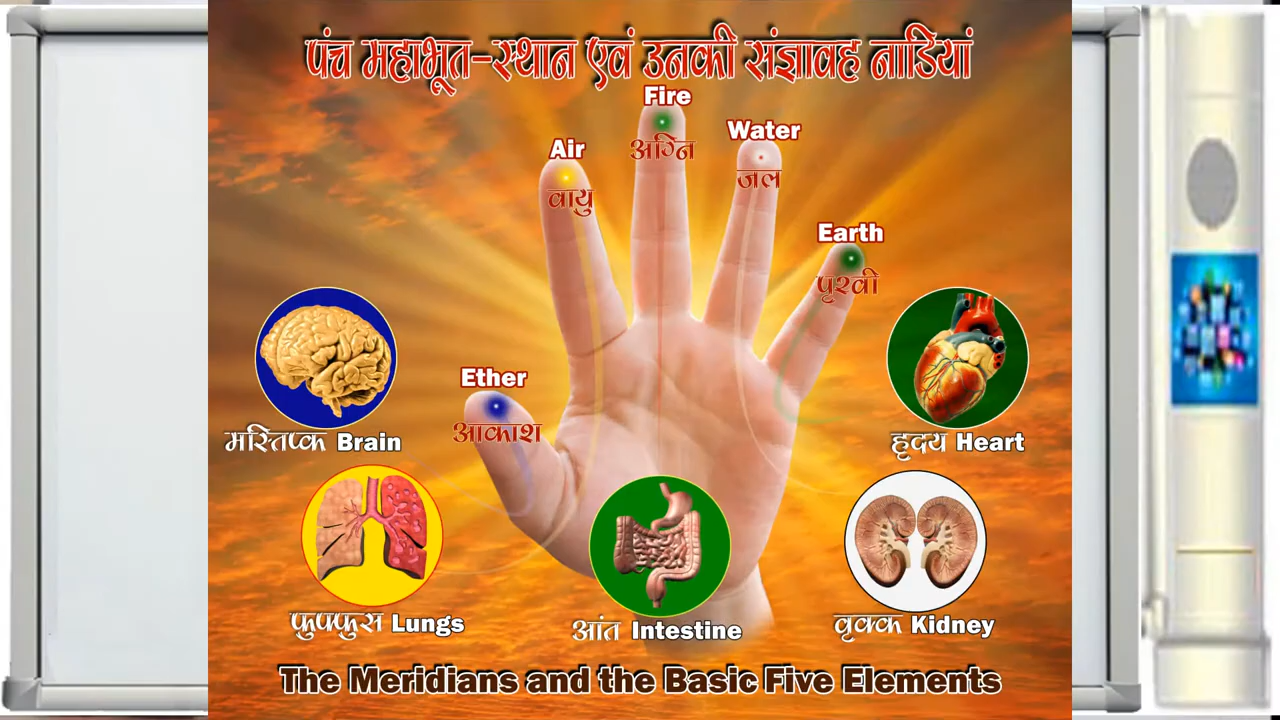 पंच महाभूत-स्थान एवं उनकी संज्ञावह नाडियां
Fire
अग्नि
Water
जल
Air
वायु
Earth
पृथ्वी
Ether
आकाश
मस्तिष्क Brain
हृदय Heart
फुफ्फुस Lungs
आंत Intestine
वृक्क Kidney
The Meridians and the Basic Five Elements